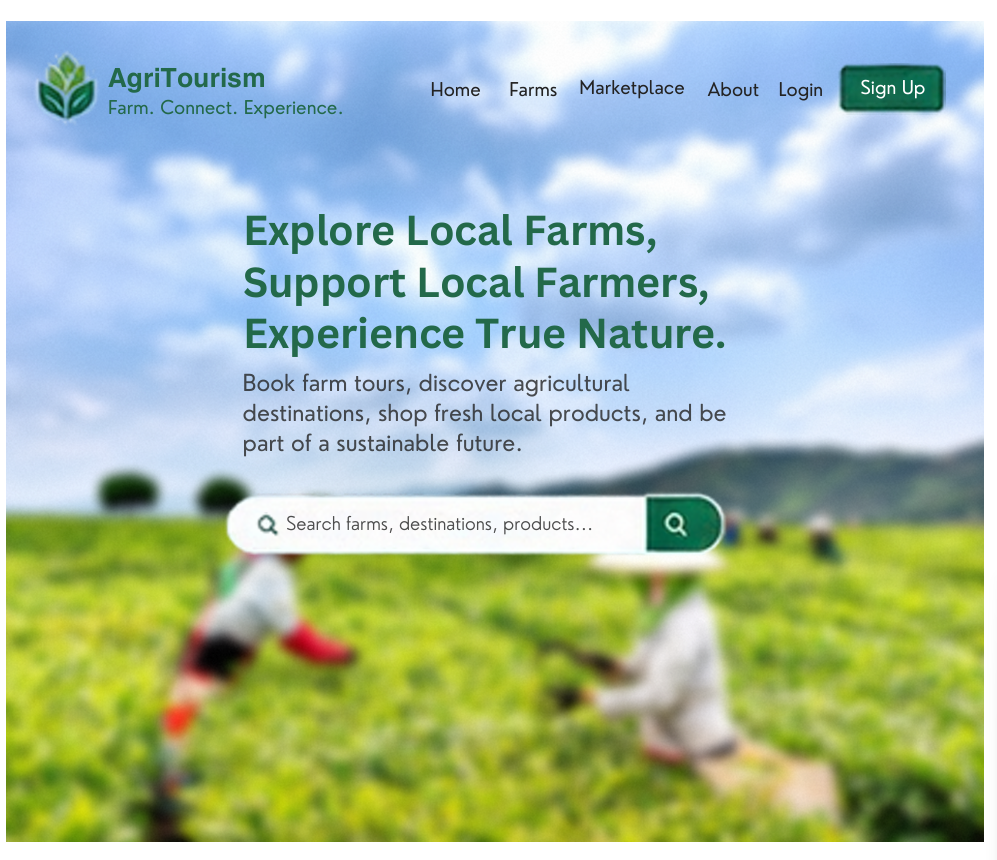 AgriTourism
Farm. Connect. Experience.
Home Farms Marketplace About Login Sign Up
Explore Local Farms,
Support Local Farmers,
Experience True Nature.
Book farm tours, discover agricultural
destinations, shop fresh local products, and be
part of a sustainable future.
Search farms, destinations, products...